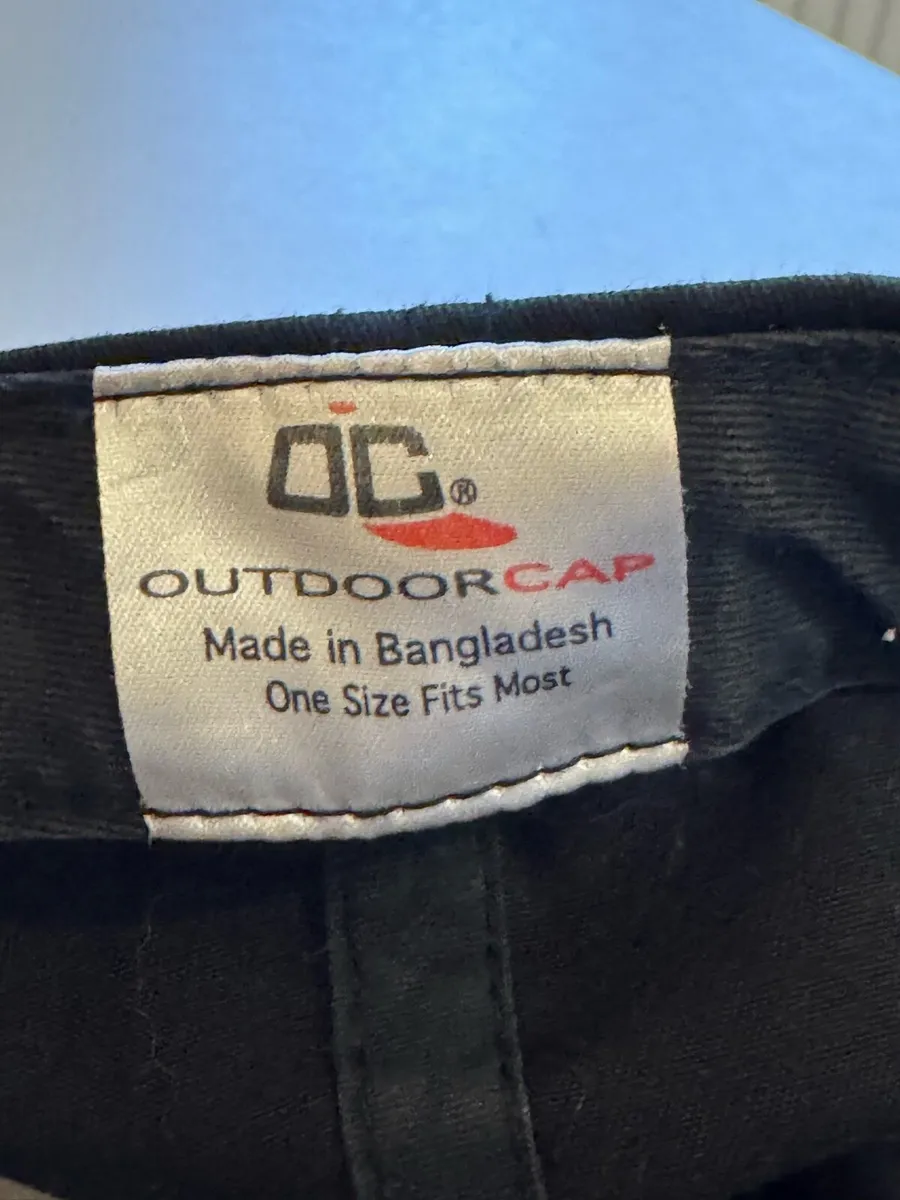 OC®
OUTDOORCAP
Made in Bangladesh
One Size Fits Most